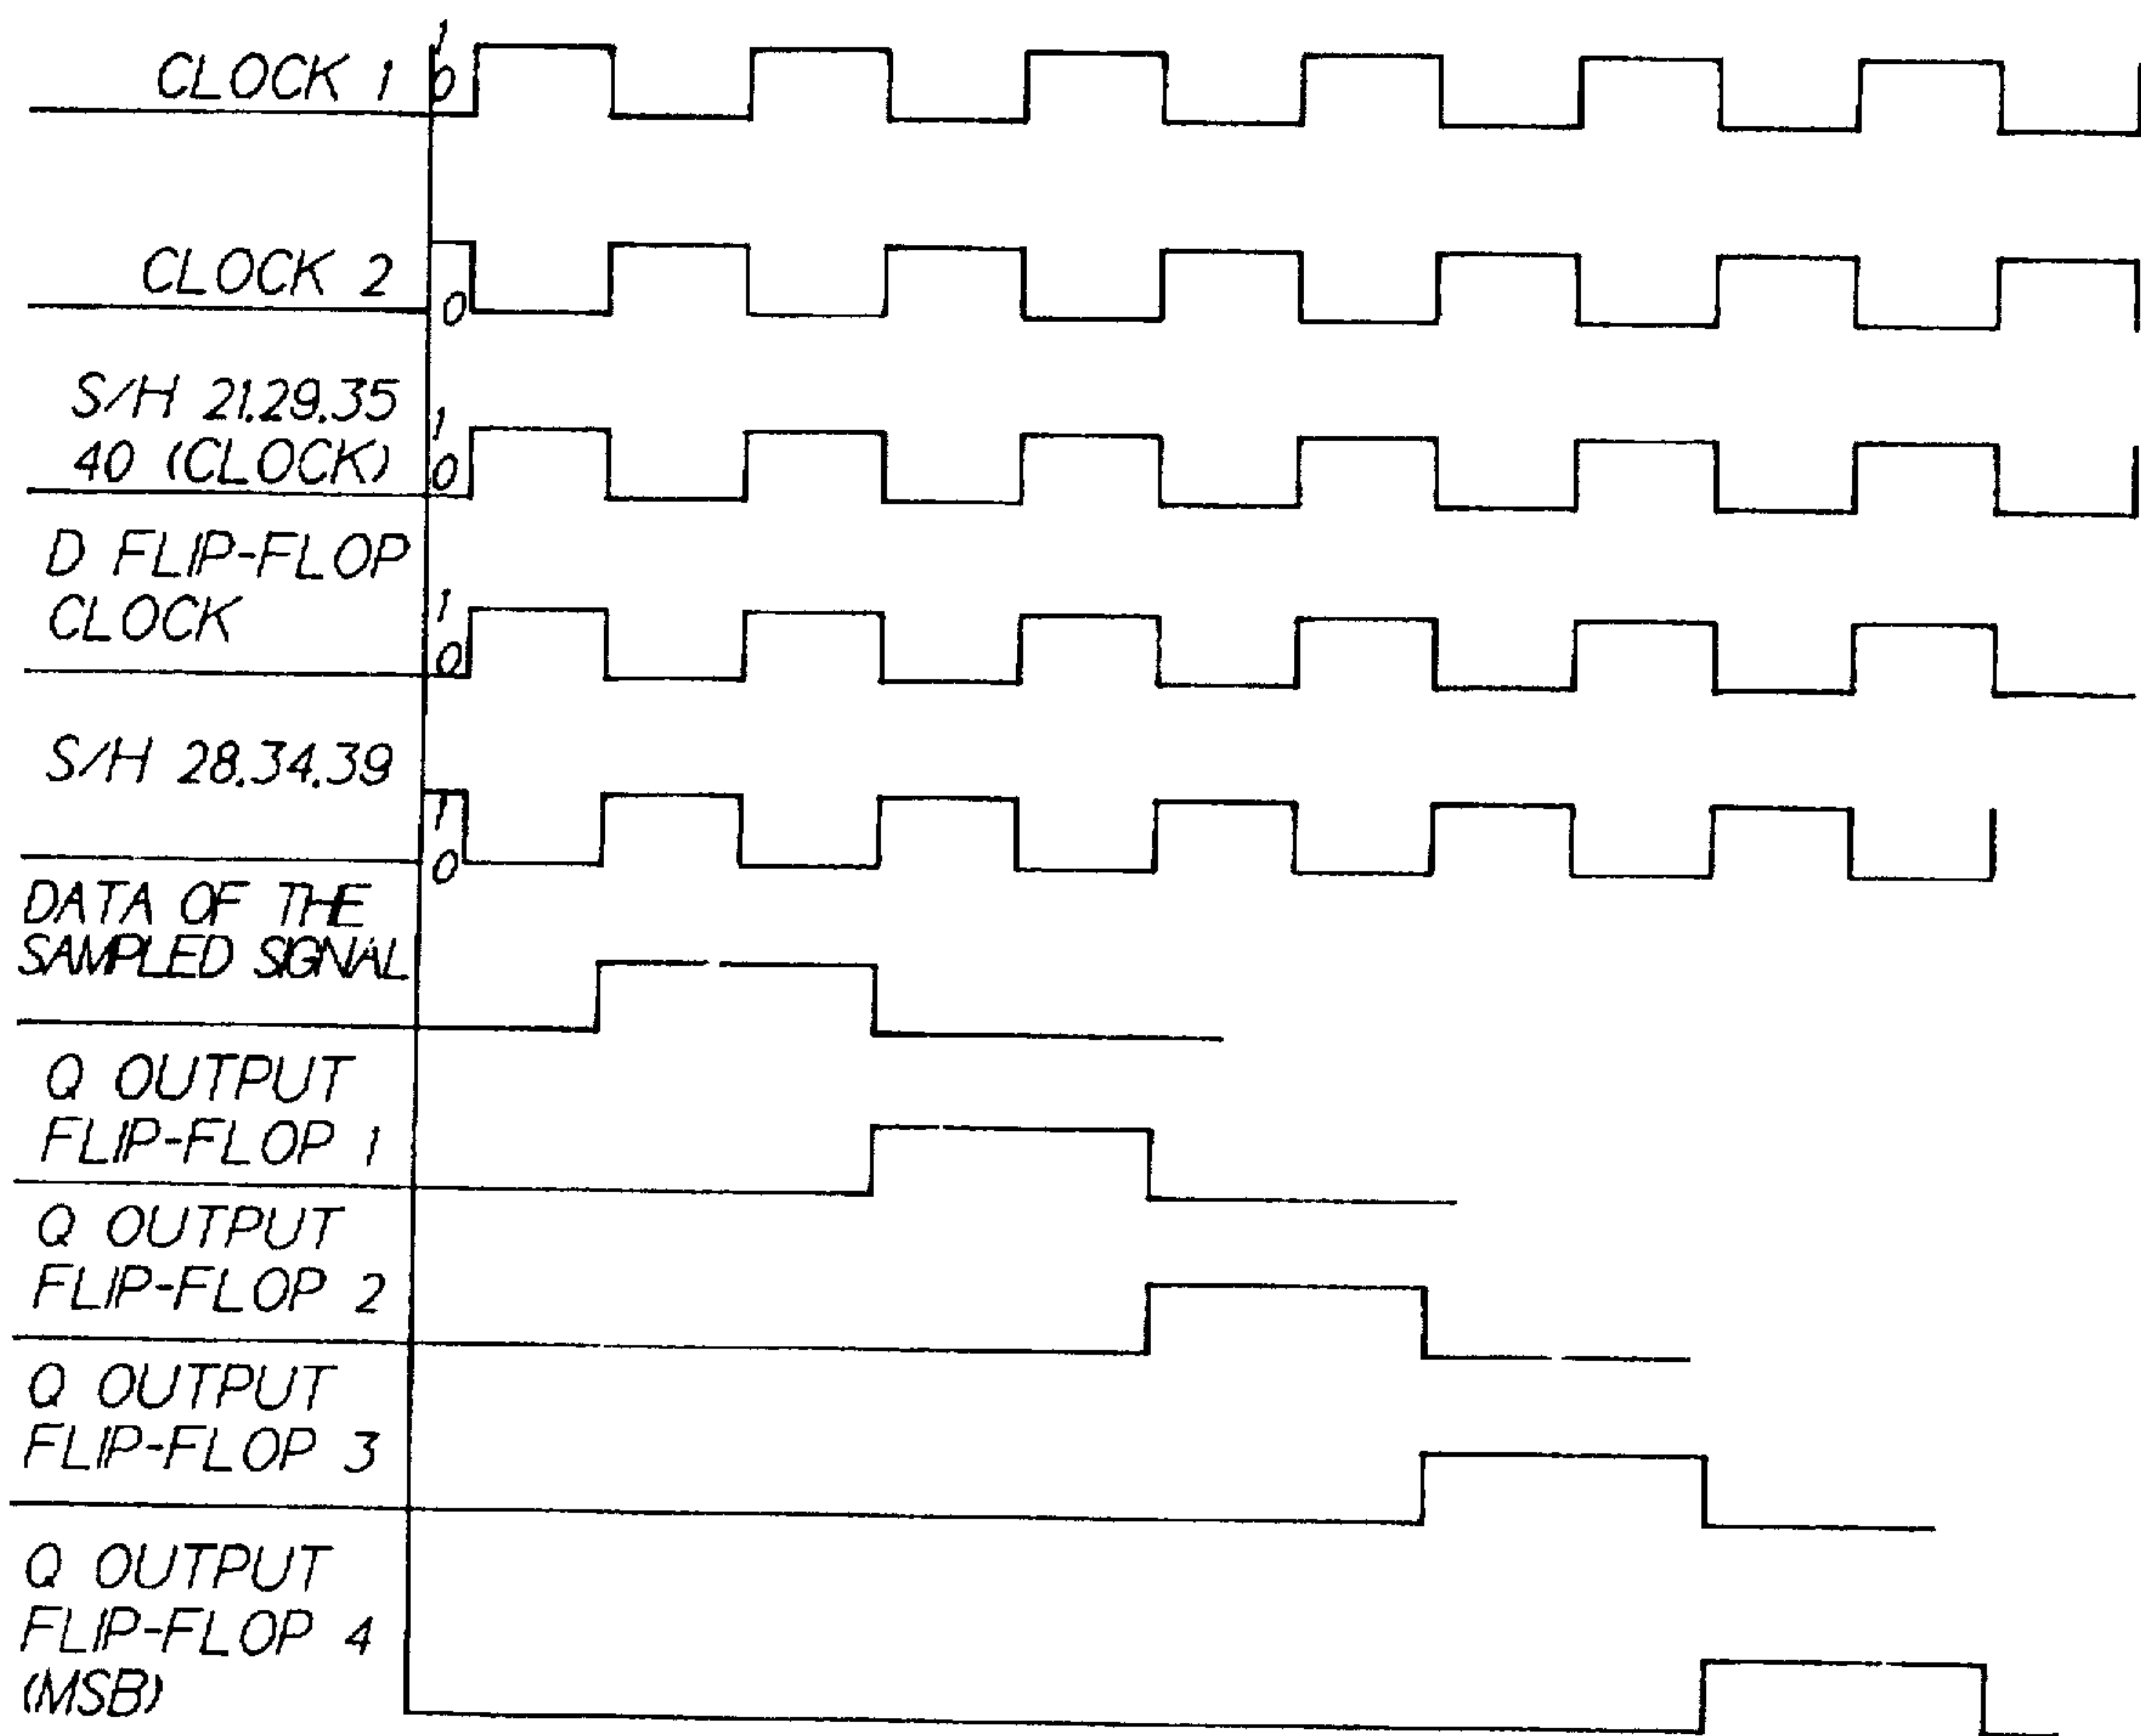 CLOCK 1
1
0
CLOCK 2
0
S/H 21.29.35
40 (CLOCK)
1
0
D FLIP-FLOP
CLOCK
1
0
S/H 28.34.39
1
0
DATA OF THE
SAMPLED SIGNAL
Q OUTPUT
FLIP-FLOP 1
Q OUTPUT
FLIP-FLOP 2
Q OUTPUT
FLIP-FLOP 3
Q OUTPUT
FLIP-FLOP 4
(MSB)